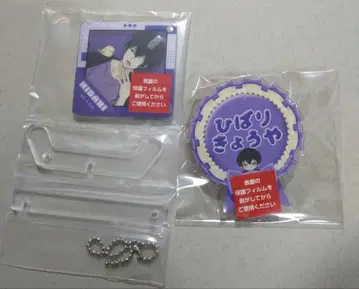 HIBARI
表面の
保護フィルムを
剥がしてから
ご使用ください
ひばり
きょうや
表面の
保護フィルムを
剥がしてから
ご使用ください